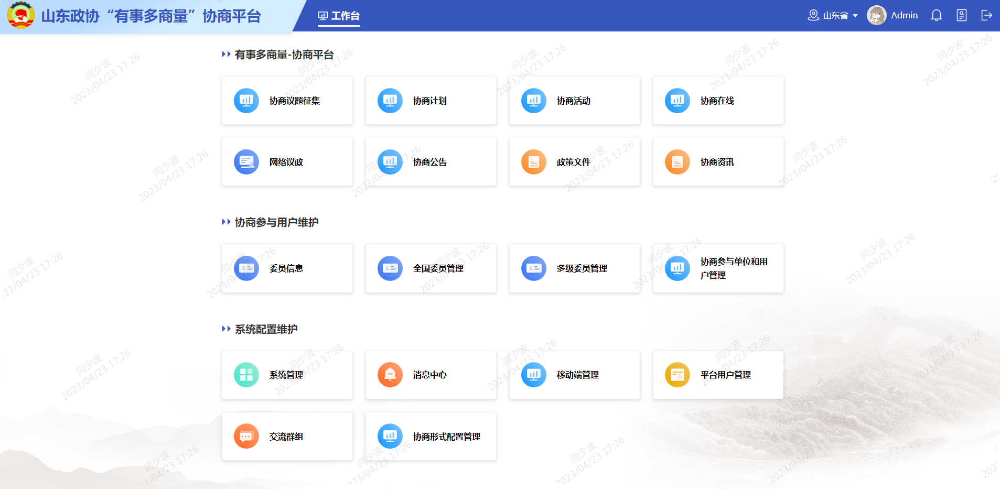 山东政协“有事多商量”协商平台
工作台
山东省
Admin
有事多商量-协商平台
协商议题征集
协商计划
协商活动
协商在线
网络议政
协商公告
政策文件
协商资讯
协商参与用户维护
委员信息
全国委员管理
多级委员管理
协商参与单位和用
户管理
系统配置维护
系统管理
消息中心
移动端管理
平台用户管理
交流群组
协商形式配置管理
闫少波
2023/04/23 17:26